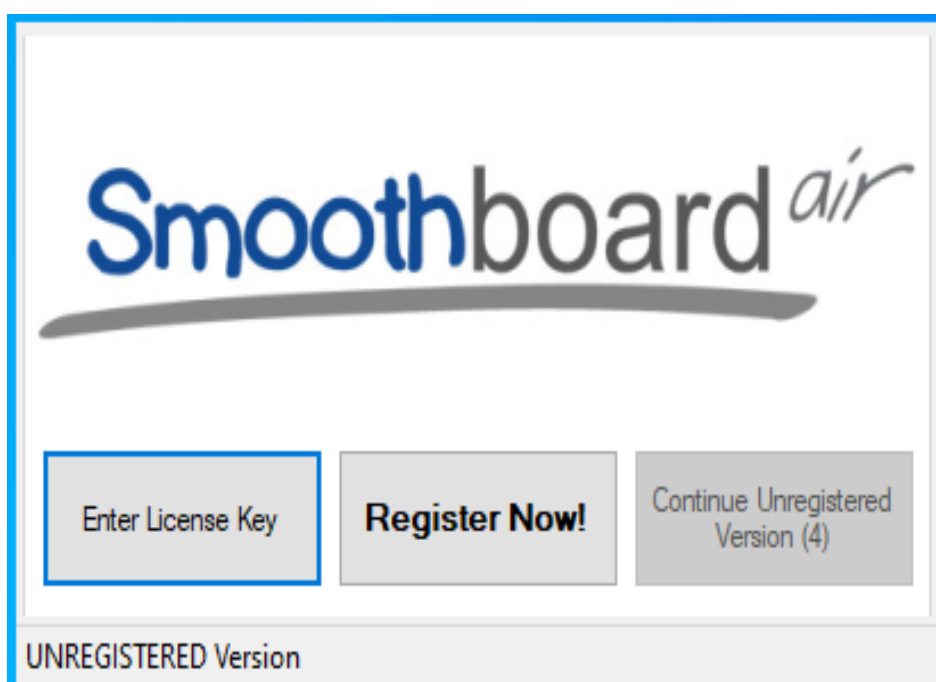 Smoothboard air
Enter License Key
Register Now!
Continue Unregistered
Version (4)
UNREGISTERED Version